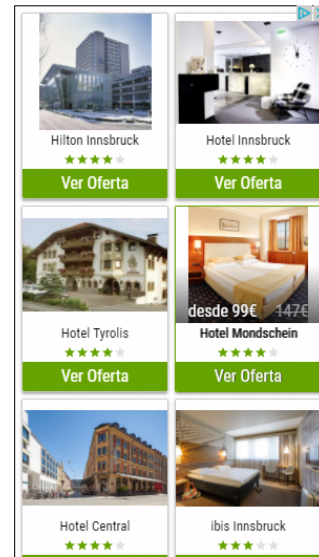 Hilton Innsbruck
Hotel Innsbruck
Ver Oferta
Ver Oferta
desde 99€ 147€
Hotel Tyrolis
Hotel Mondschein
Ver Oferta
Ver Oferta
Hotel Central
ibis Innsbruck